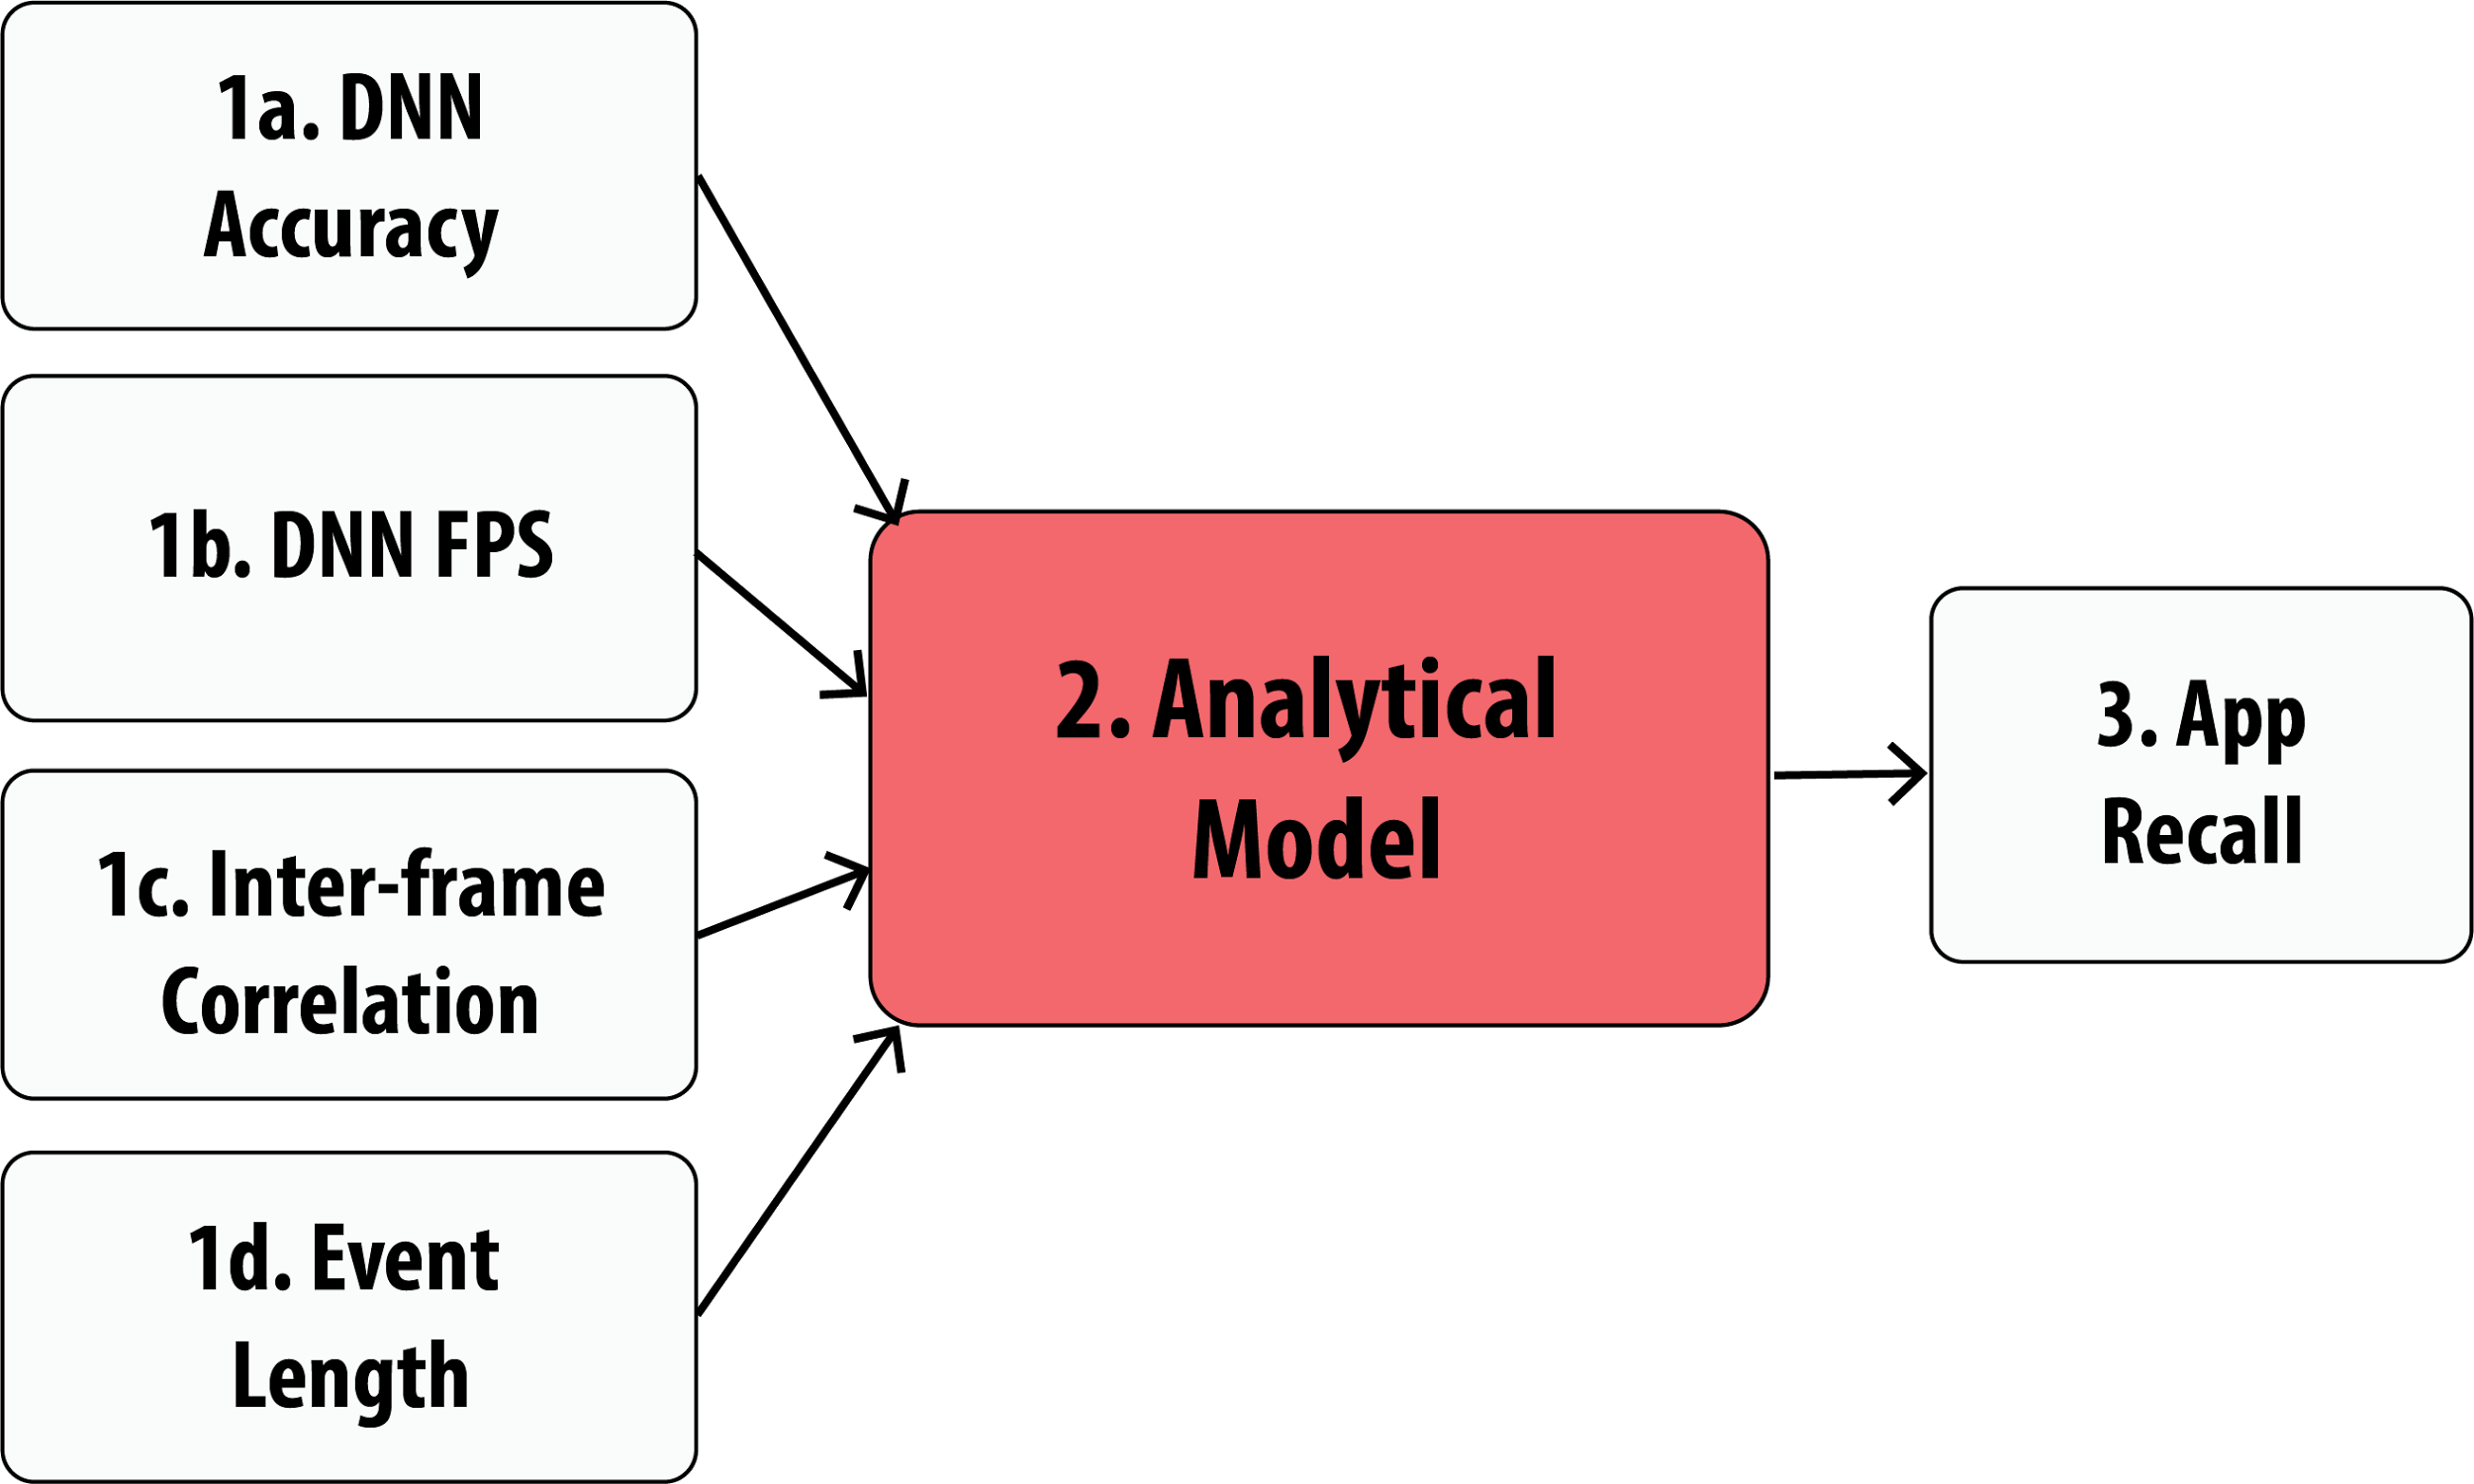 1a. DNN
Accuracy
1b. DNN FPS
1c. Inter-frame
Correlation
1d. Event
Length
2. Analytical
Model
3. App
Recall